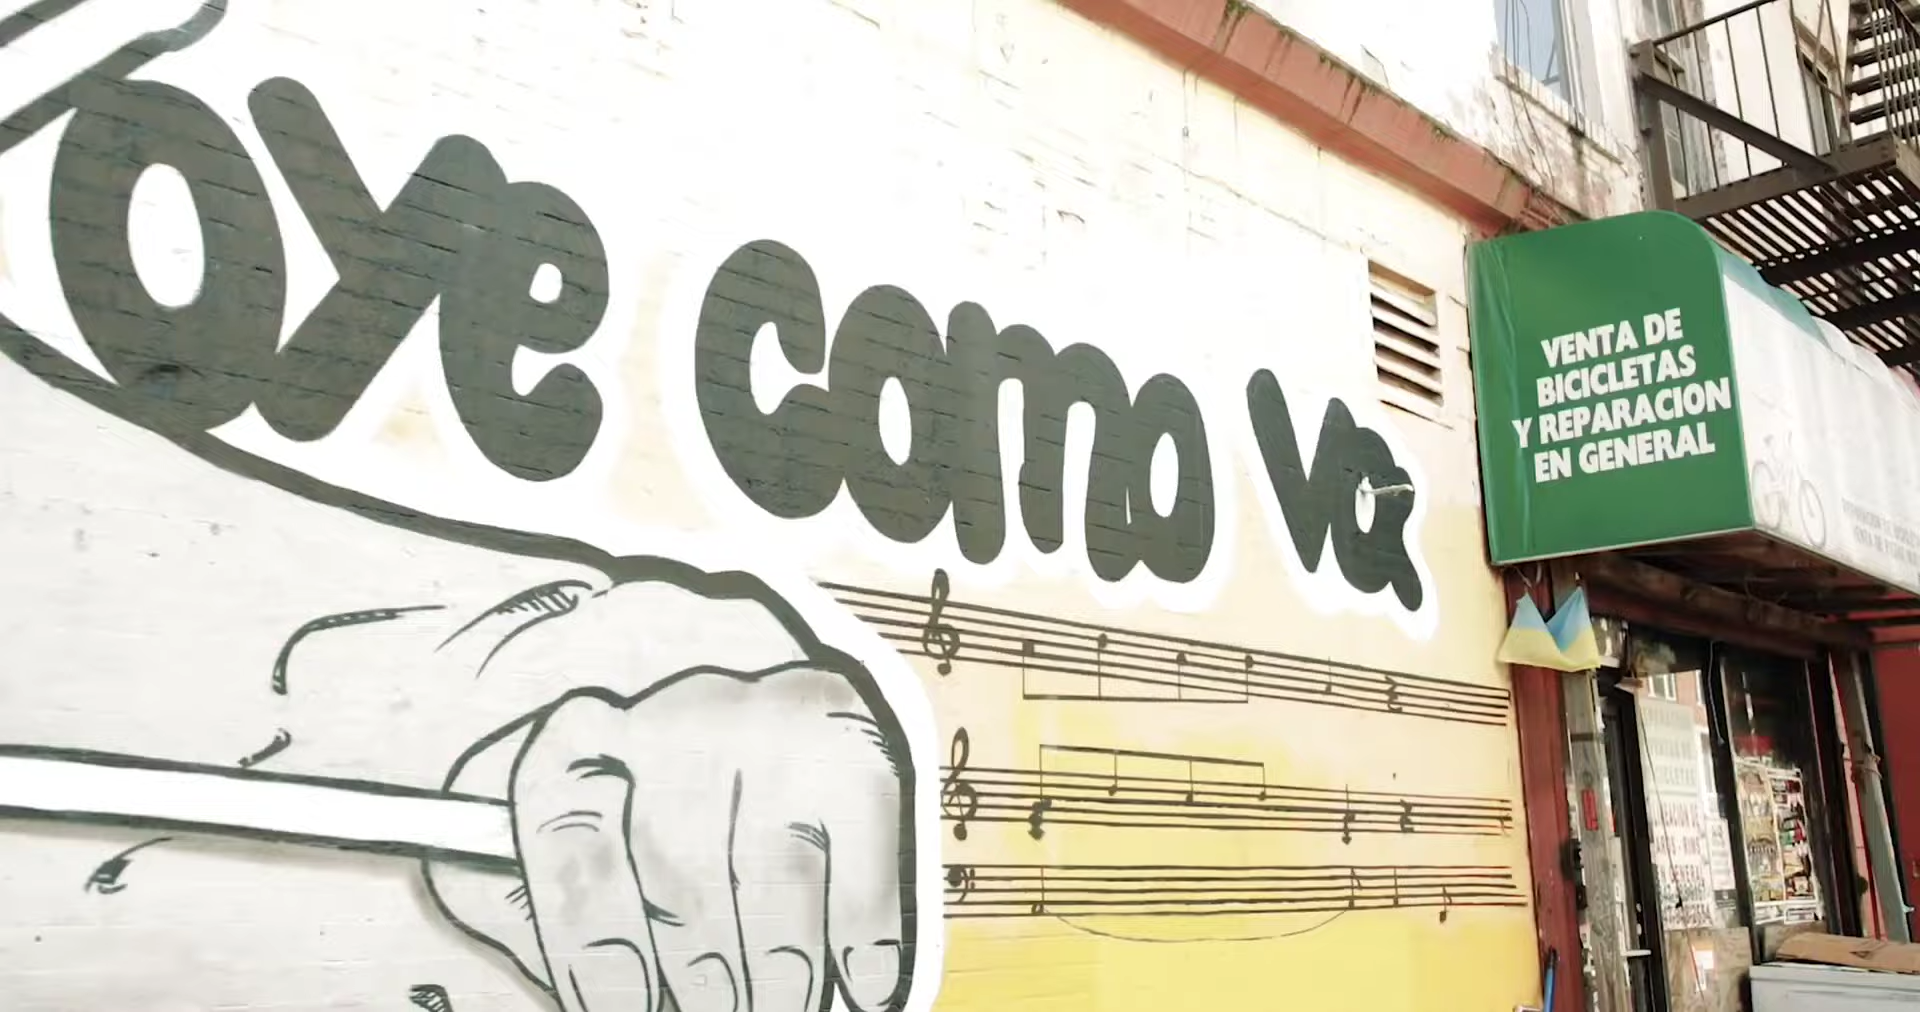 oye como va
VENTA DE
BICICLETAS
Y REPARACION
EN GENERAL